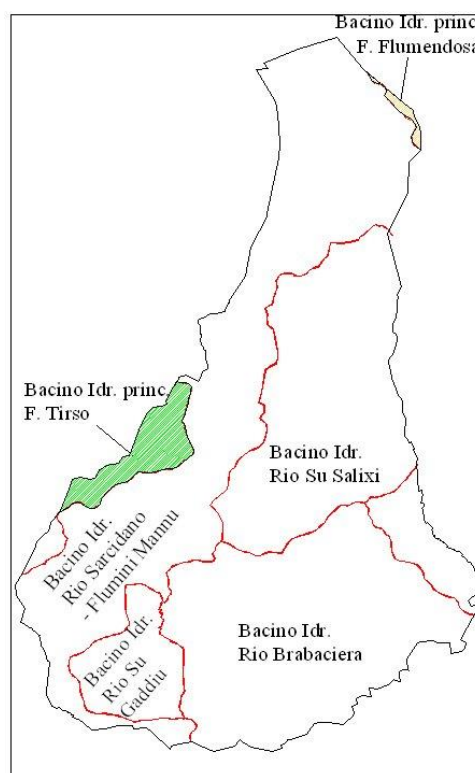 Bacino Idr. princ.
F. Flumendosa
Bacino Idr. princ.
F. Tirso
Bacino Idr.
Rio Su Salixi
Bacino Idr.
Rio Sarcidano
- Flumini Mannu
Bacino Idr.
Rio Su
Gaddiu
Bacino Idr.
Rio Brabaciera